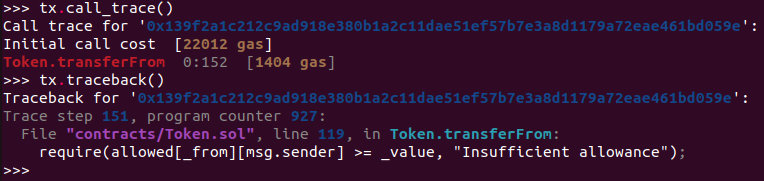 >>> tx.call_trace()
Call trace for '0x139f2a1c212c9ad918e380b1a2c11dae51ef57b7e3a8d1179a72eae461bd059e':
Initial call cost  [22012 gas]
Token.transferFrom  0:152  [1404 gas]
>>> tx.traceback()
Traceback for '0x139f2a1c212c9ad918e380b1a2c11dae51ef57b7e3a8d1179a72eae461bd059e':
Trace step 151, program counter 927:
  File "contracts/Token.sol", line 119, in Token.transferFrom:
    require(allowed[_from][msg.sender] >= _value, "Insufficient allowance");
>>>